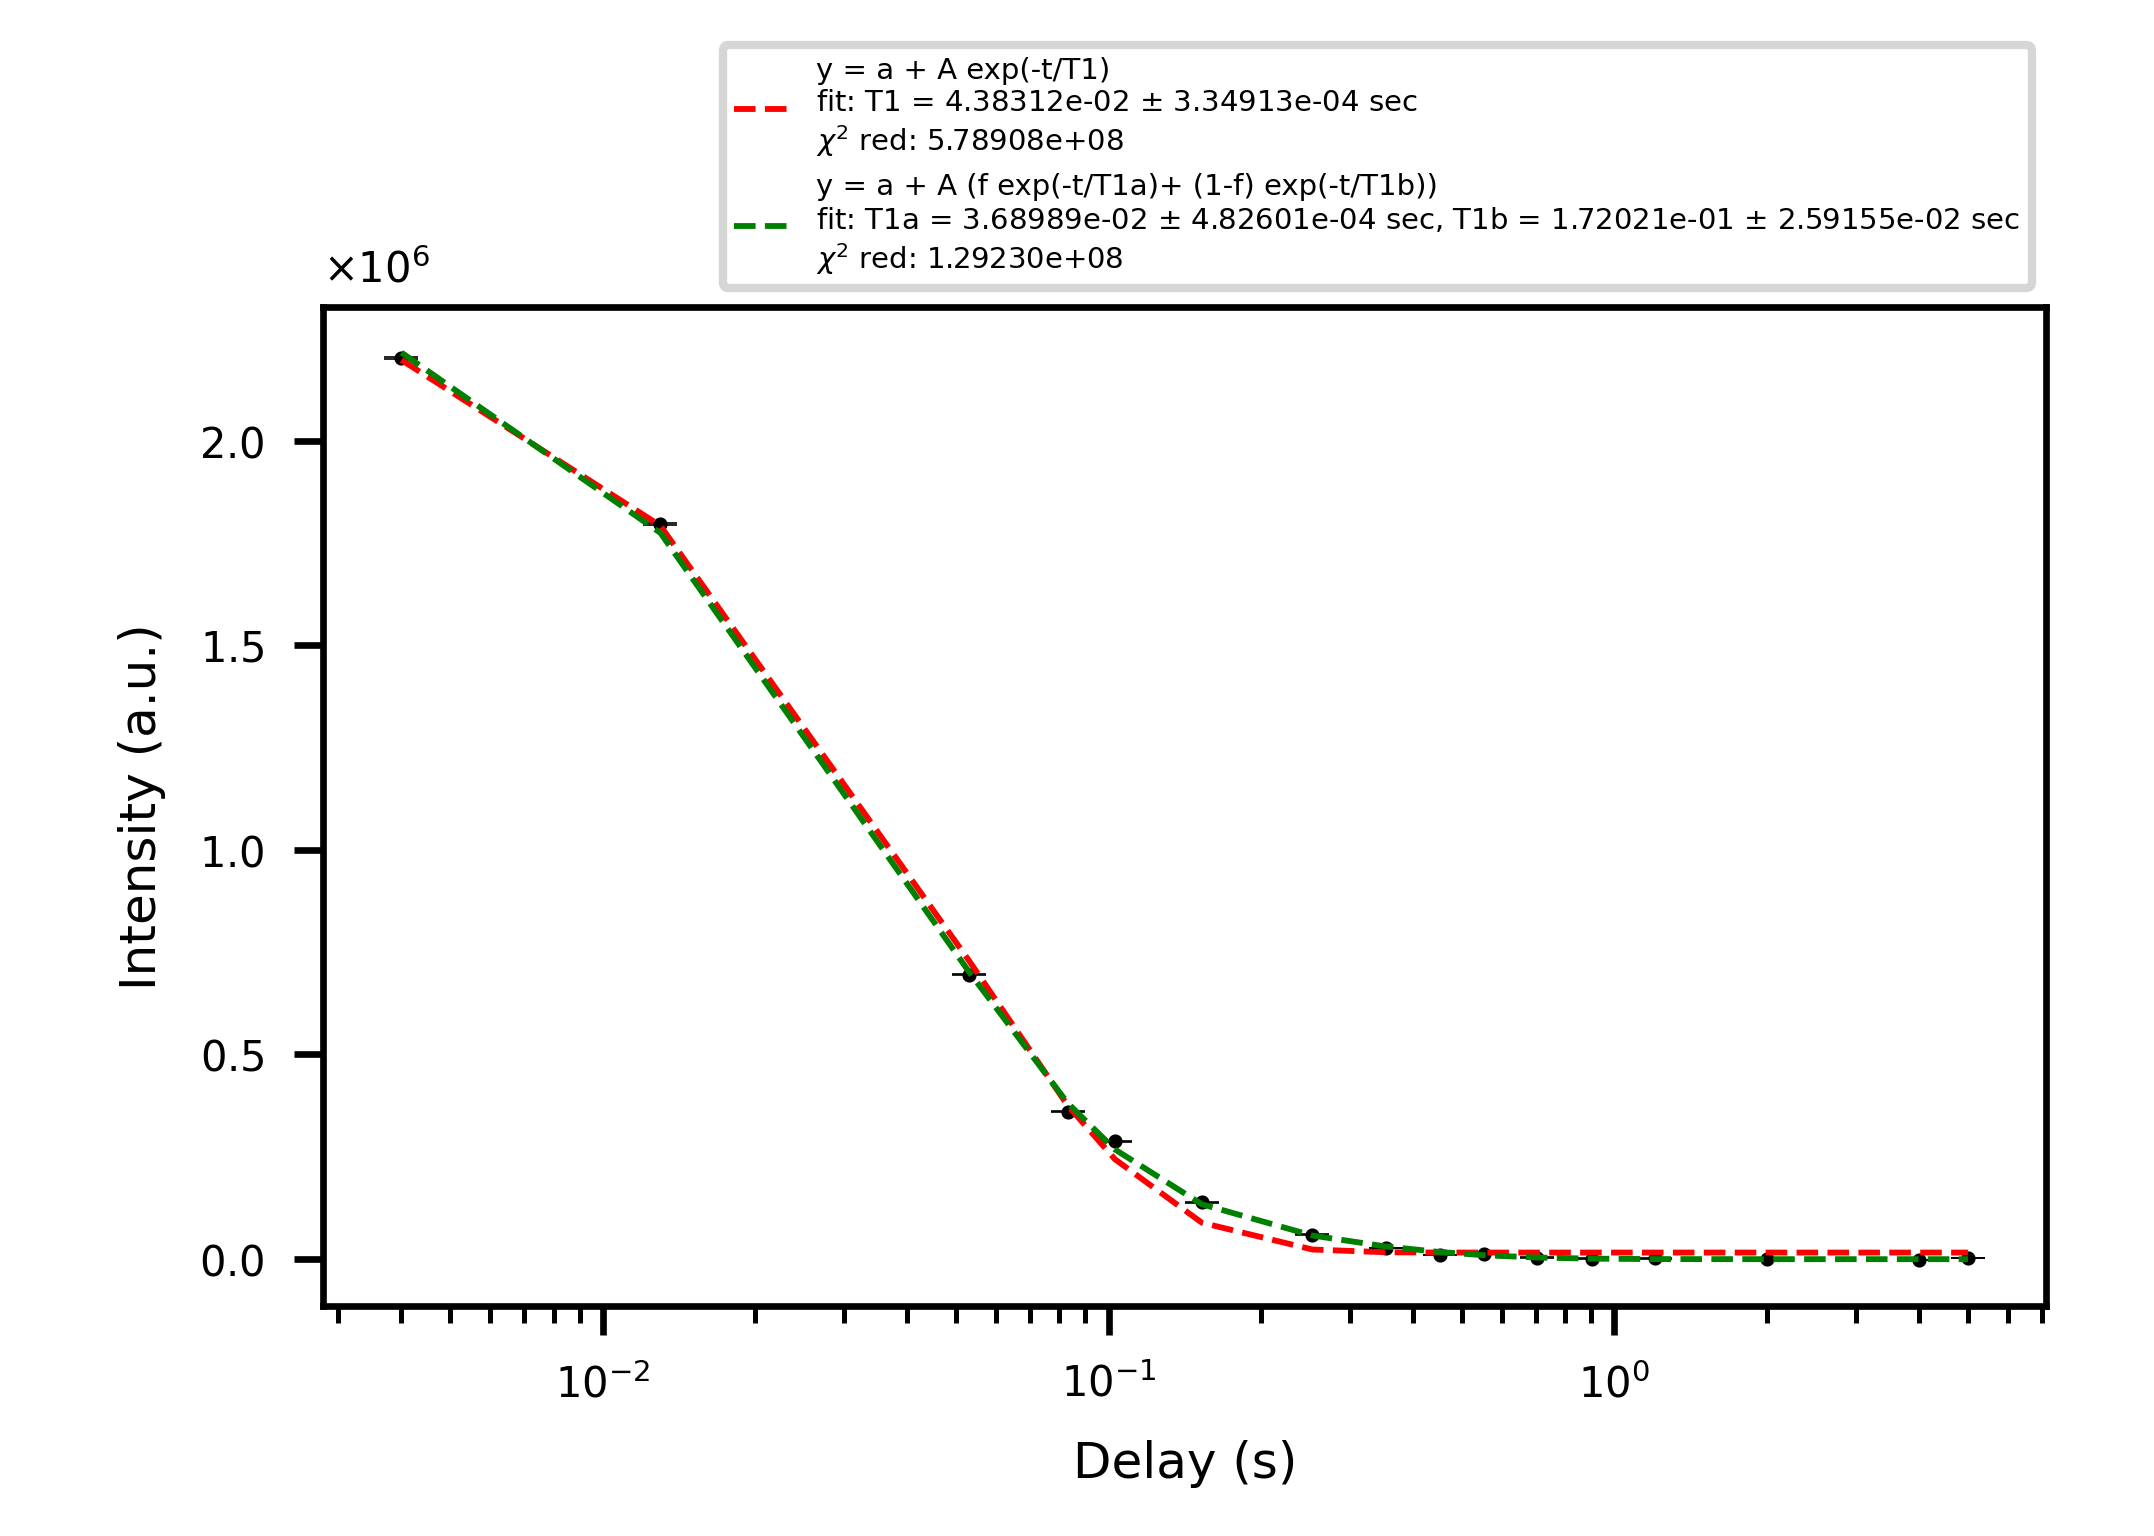 y = a + A exp(-t/T1)
fit: T1 = 4.38312e-02 ± 3.34913e-04 sec
χ² red: 5.78908e+08
y = a + A (f exp(-t/T1a)+ (1-f) exp(-t/T1b))
fit: T1a = 3.68989e-02 ± 4.82601e-04 sec, T1b = 1.72021e-01 ± 2.59155e-02 sec
χ² red: 1.29230e+08
×10⁶
2.0
1.5
1.0
0.5
0.0
Intensity (a.u.)
10⁻² 10⁻¹ 10⁰
Delay (s)